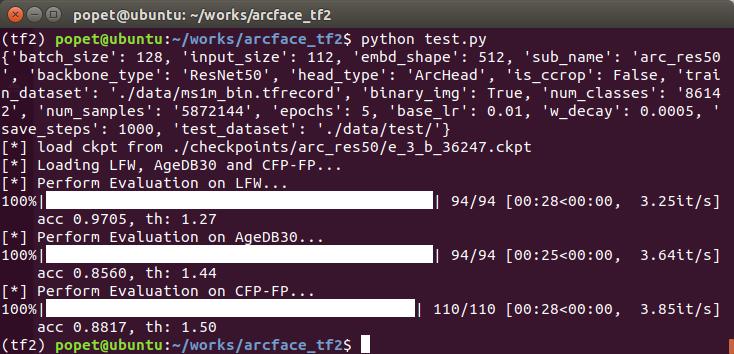 popet@ubuntu: ~/works/arcface_tf2
(tf2) popet@ubuntu:~/works/arcface_tf2$ python test.py
{'batch_size': 128, 'input_size': 112, 'embd_shape': 512, 'sub_name': 'arc_res50
', 'backbone_type': 'ResNet50', 'head_type': 'ArcHead', 'is_ccrop': False, 'trai
n_dataset': './data/ms1m_bin.tfrecord', 'binary_img': True, 'num_classes': '8614
2', 'num_samples': '5872144', 'epochs': 5, 'base_lr': 0.01, 'w_decay': 0.0005, '
save_steps': 1000, 'test_dataset': './data/test/'}
[*] load ckpt from ./checkpoints/arc_res50/e_3_b_36247.ckpt
[*] Loading LFW, AgeDB30 and CFP-FP...
[*] Perform Evaluation on LFW...
100%| | 94/94 [00:28<00:00, 3.25it/s]
acc 0.9705, th: 1.27
[*] Perform Evaluation on AgeDB30...
100%| | 94/94 [00:25<00:00, 3.64it/s]
acc 0.8560, th: 1.44
[*] Perform Evaluation on CFP-FP...
100%| | 110/110 [00:28<00:00, 3.85it/s]
acc 0.8817, th: 1.50
(tf2) popet@ubuntu:~/works/arcface_tf2$